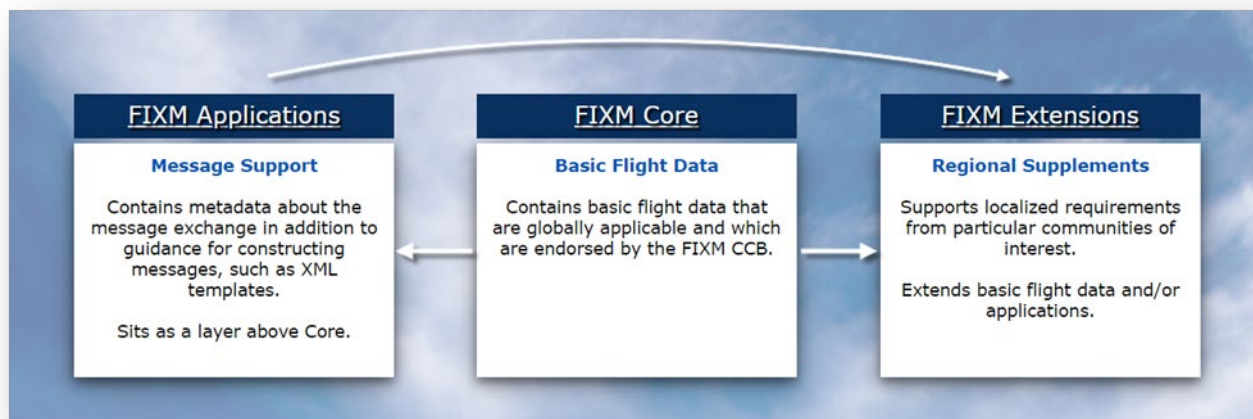 FIXM Applications
Message Support
Contains metadata about the
message exchange in addition to
guidance for constructing
messages, such as XML
templates.
Sits as a layer above Core.
FIXM Core
Basic Flight Data
Contains basic flight data that
are globally applicable and which
are endorsed by the FIXM CCB.
FIXM Extensions
Regional Supplements
Supports localized requirements
from particular communities of
interest.
Extends basic flight data and/or
applications.